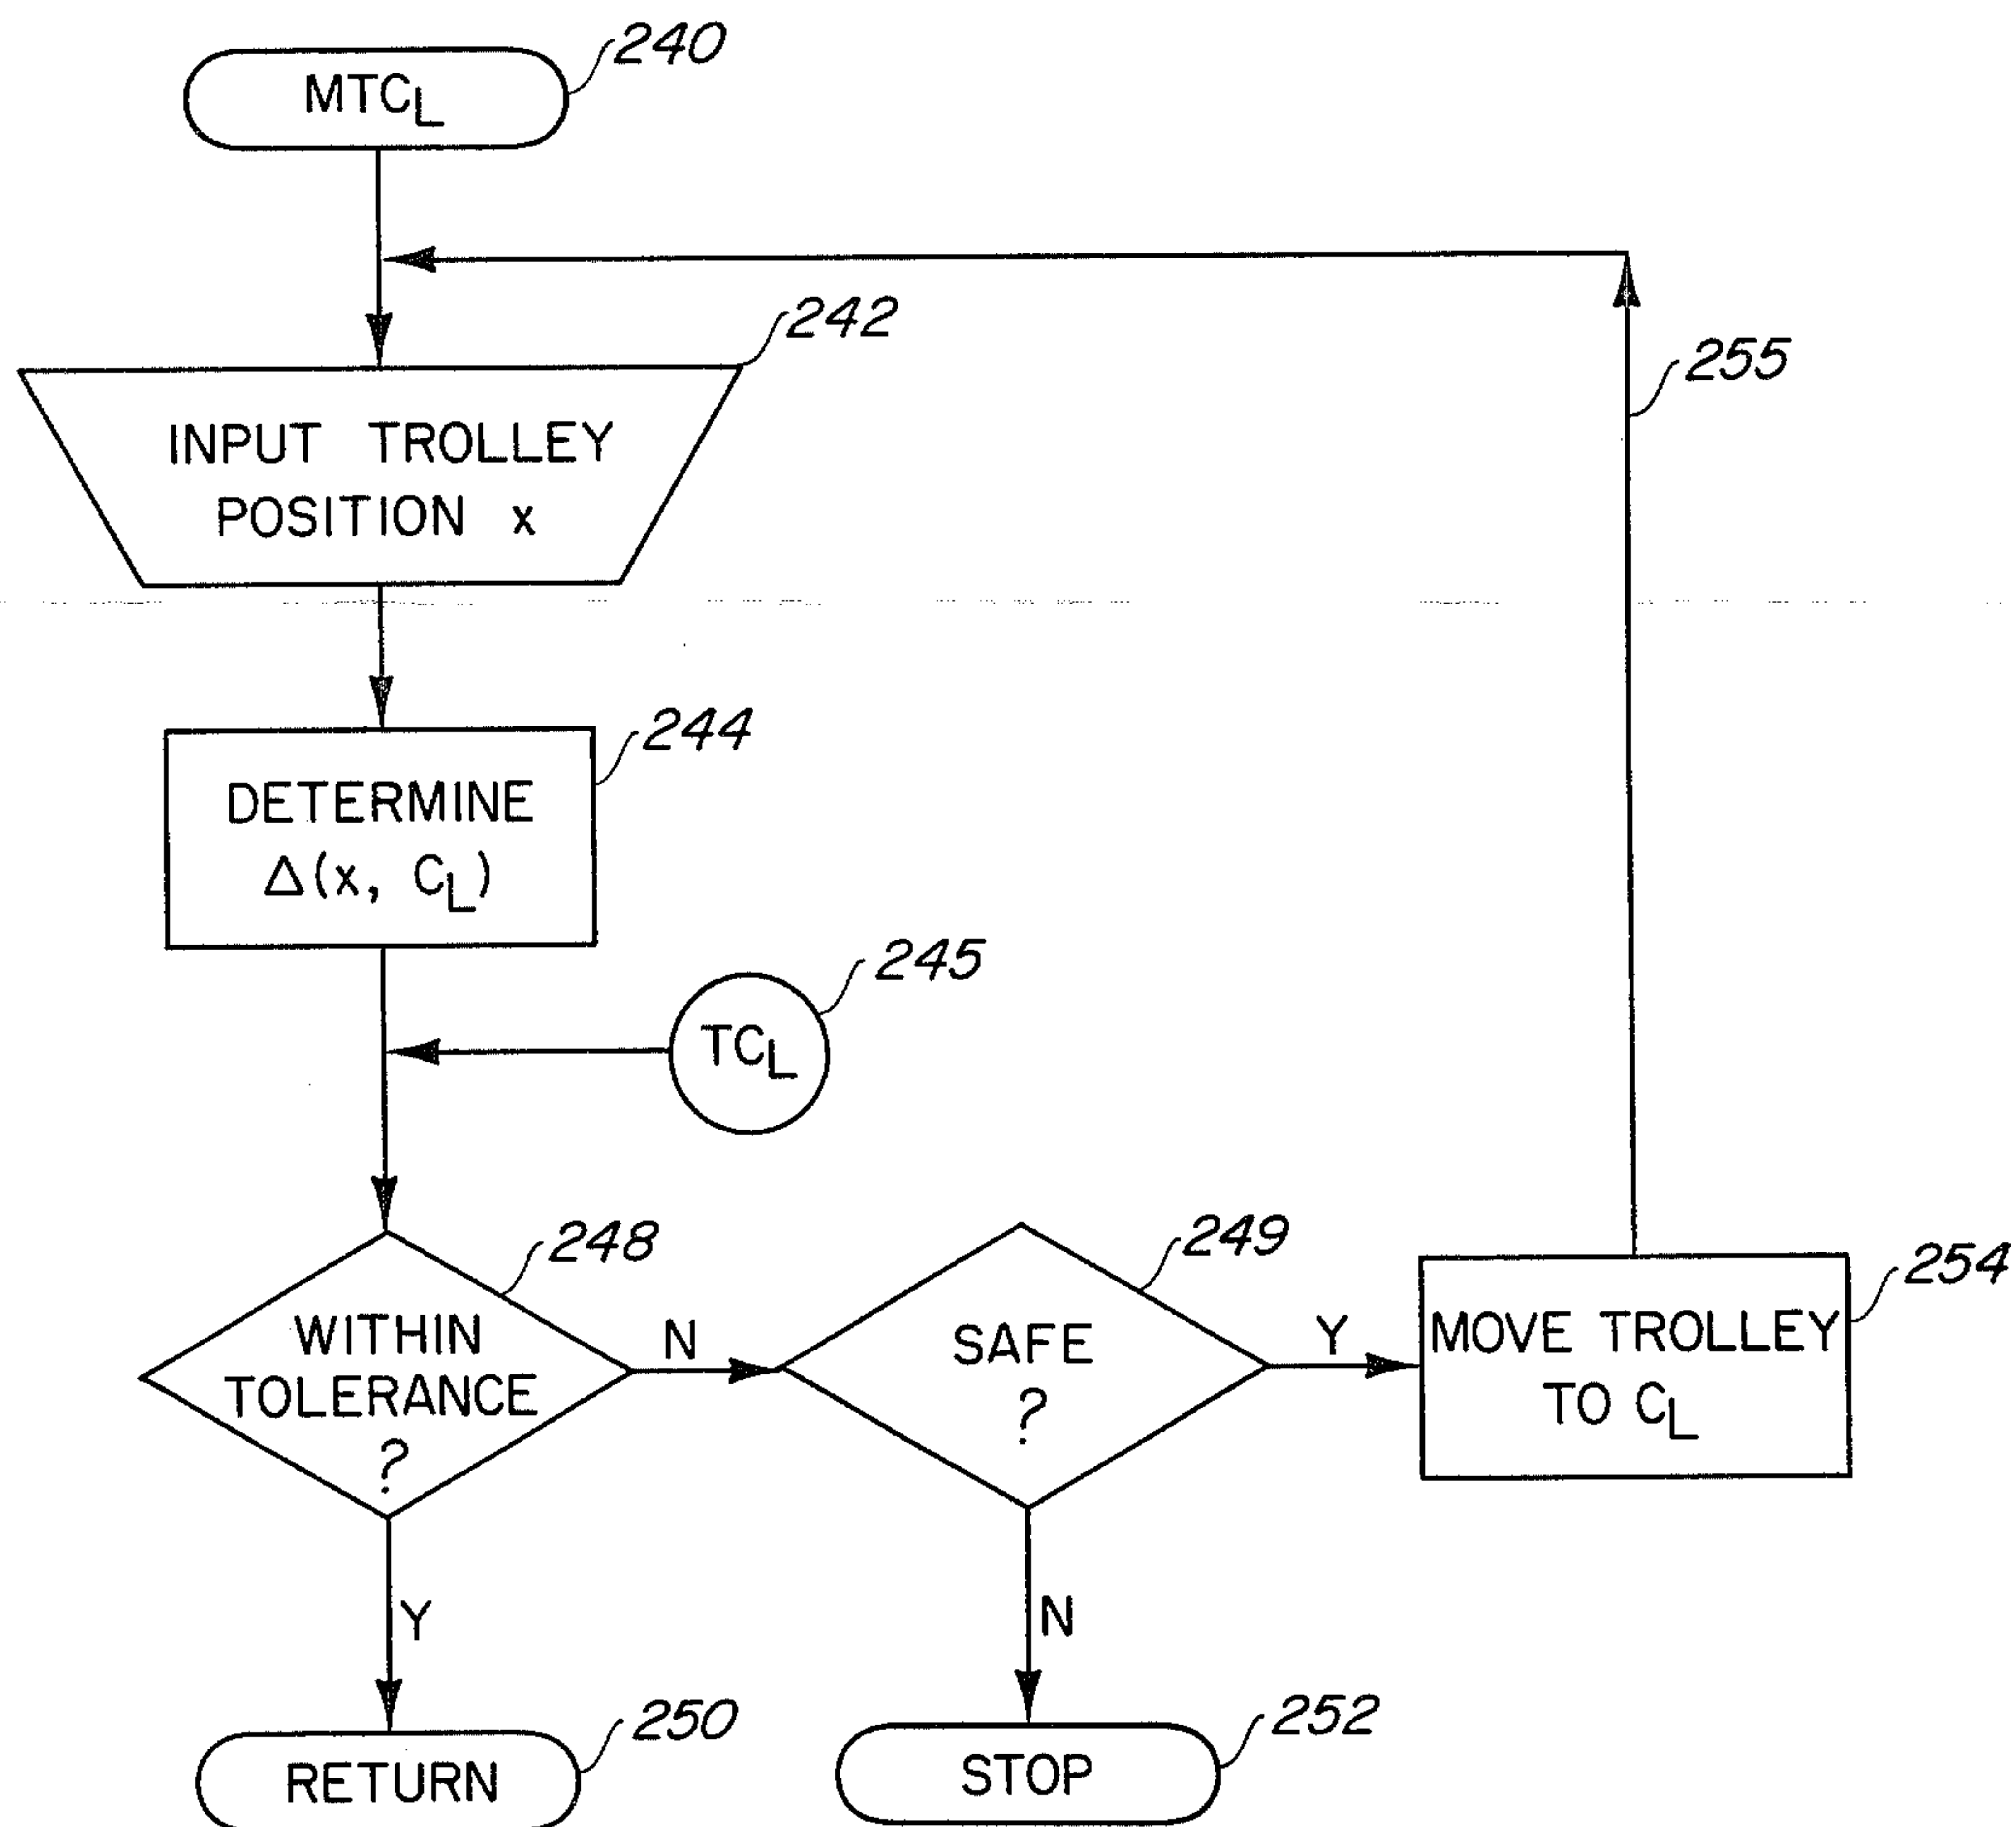 240
MTCL
242
INPUT TROLLEY
POSITION x
255
244
DETERMINE
Δ(x, CL)
245
TCL
248
WITHIN
TOLERANCE
?
N
249
SAFE
?
Y
254
MOVE TROLLEY
TO CL
Y
N
250
RETURN
252
STOP